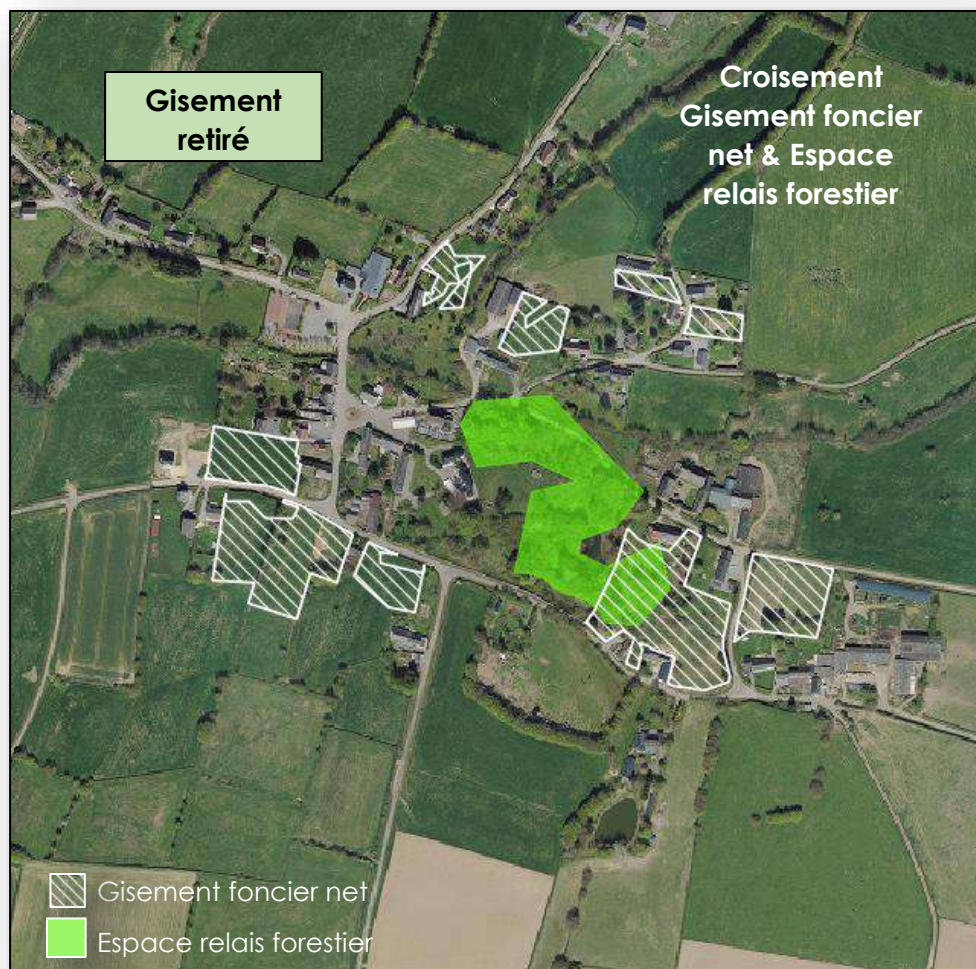 Gisement
retiré
Croisement
Gisement foncier
net & Espace
relais forestier
Gisement foncier net
Espace relais forestier